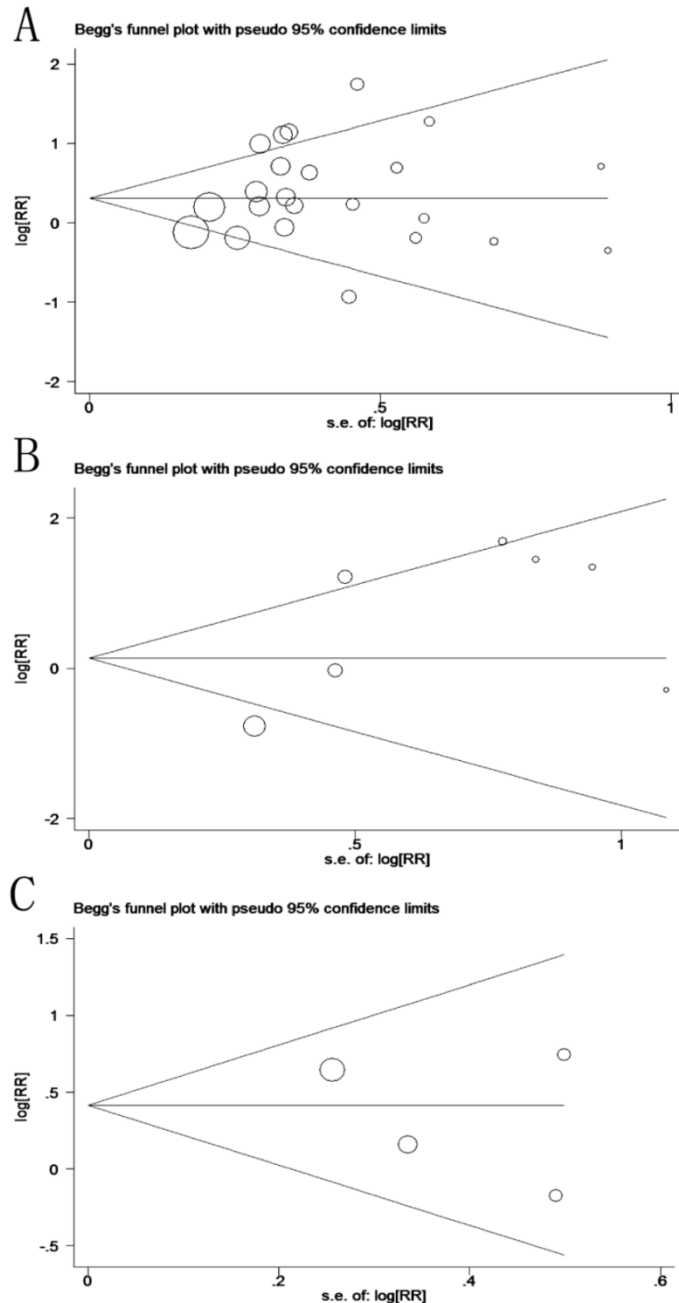 A
Begg's funnel plot with pseudo 95% confidence limits
log[RR]
2
1
0
-1
-2
0 .5 1
s.e. of: log[RR]
B
Begg's funnel plot with pseudo 95% confidence limits
log[RR]
2
0
-2
0 .5 1
s.e. of: log[RR]
C
Begg's funnel plot with pseudo 95% confidence limits
log[RR]
1.5
1
.5
0
-.5
0 .2 .4 .6
s.e. of: log[RR]